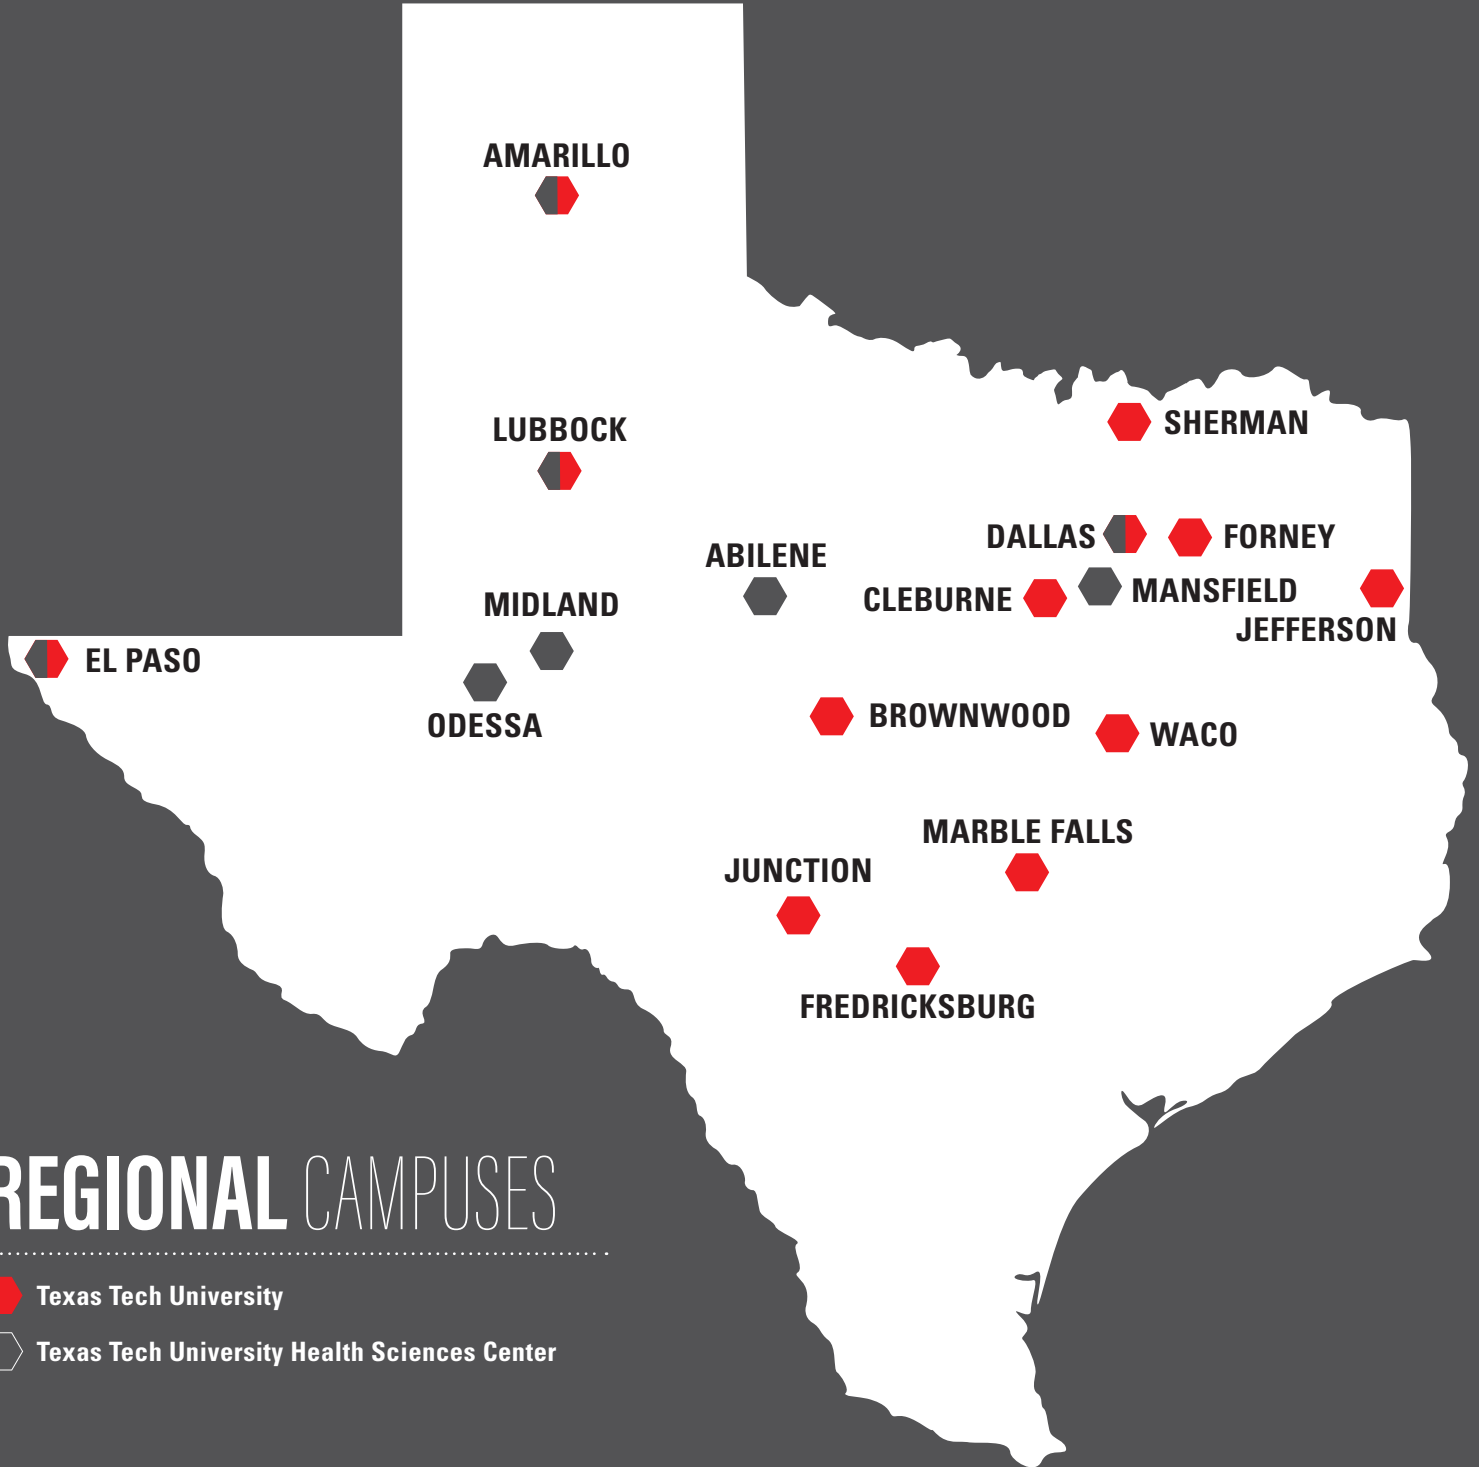 AMARILLO
LUBBOCK
SHERMAN
DALLAS
FORNEY
ABILENE
CLEBURNE
MANSFIELD
MIDLAND
JEFFERSON
EL PASO
ODESSA
BROWNWOOD
WACO
MARBLE FALLS
JUNCTION
FREDRICKSBURG
REGIONAL CAMPUSES
Texas Tech University
Texas Tech University Health Sciences Center